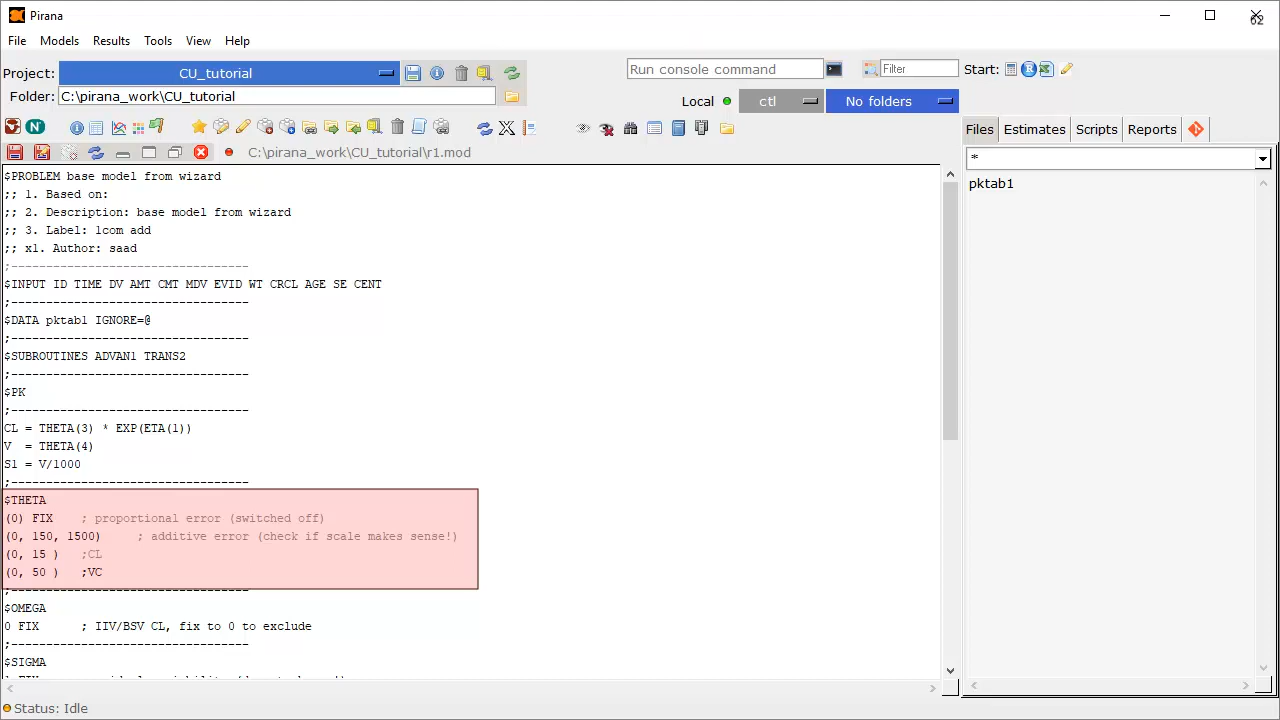 Pirana
62
File Models Results Tools View Help
Project: CU_tutorial
Run console command
Filter
Start:
Folder: C:\pirana_work\CU_tutorial
Local ctl No folders
Files Estimates Scripts Reports
C:\pirana_work\CU_tutorial\r1.mod
*
pktab1
$PROBLEM base model from wizard
;; 1. Based on:
;; 2. Description: base model from wizard
;; 3. Label: 1com add
;; x1. Author: saad
;----------------------------------
$INPUT ID TIME DV AMT CMT MDV EVID WT CRCL AGE SE CENT
;----------------------------------
$DATA pktab1 IGNORE=@
;----------------------------------
$SUBROUTINES ADVAN1 TRANS2
;----------------------------------
$PK
;----------------------------------
CL = THETA(3) * EXP(ETA(1))
V  = THETA(4)
S1 = V/1000
;----------------------------------
$THETA
(0) FIX    ; proportional error (switched off)
(0, 150, 1500)     ; additive error (check if scale makes sense!)
(0, 15 )   ;CL
(0, 50 )   ;VC
;----------------------------------
$OMEGA
0 FIX      ; IIV/BSV CL, fix to 0 to exclude
;----------------------------------
$SIGMA
Status: Idle